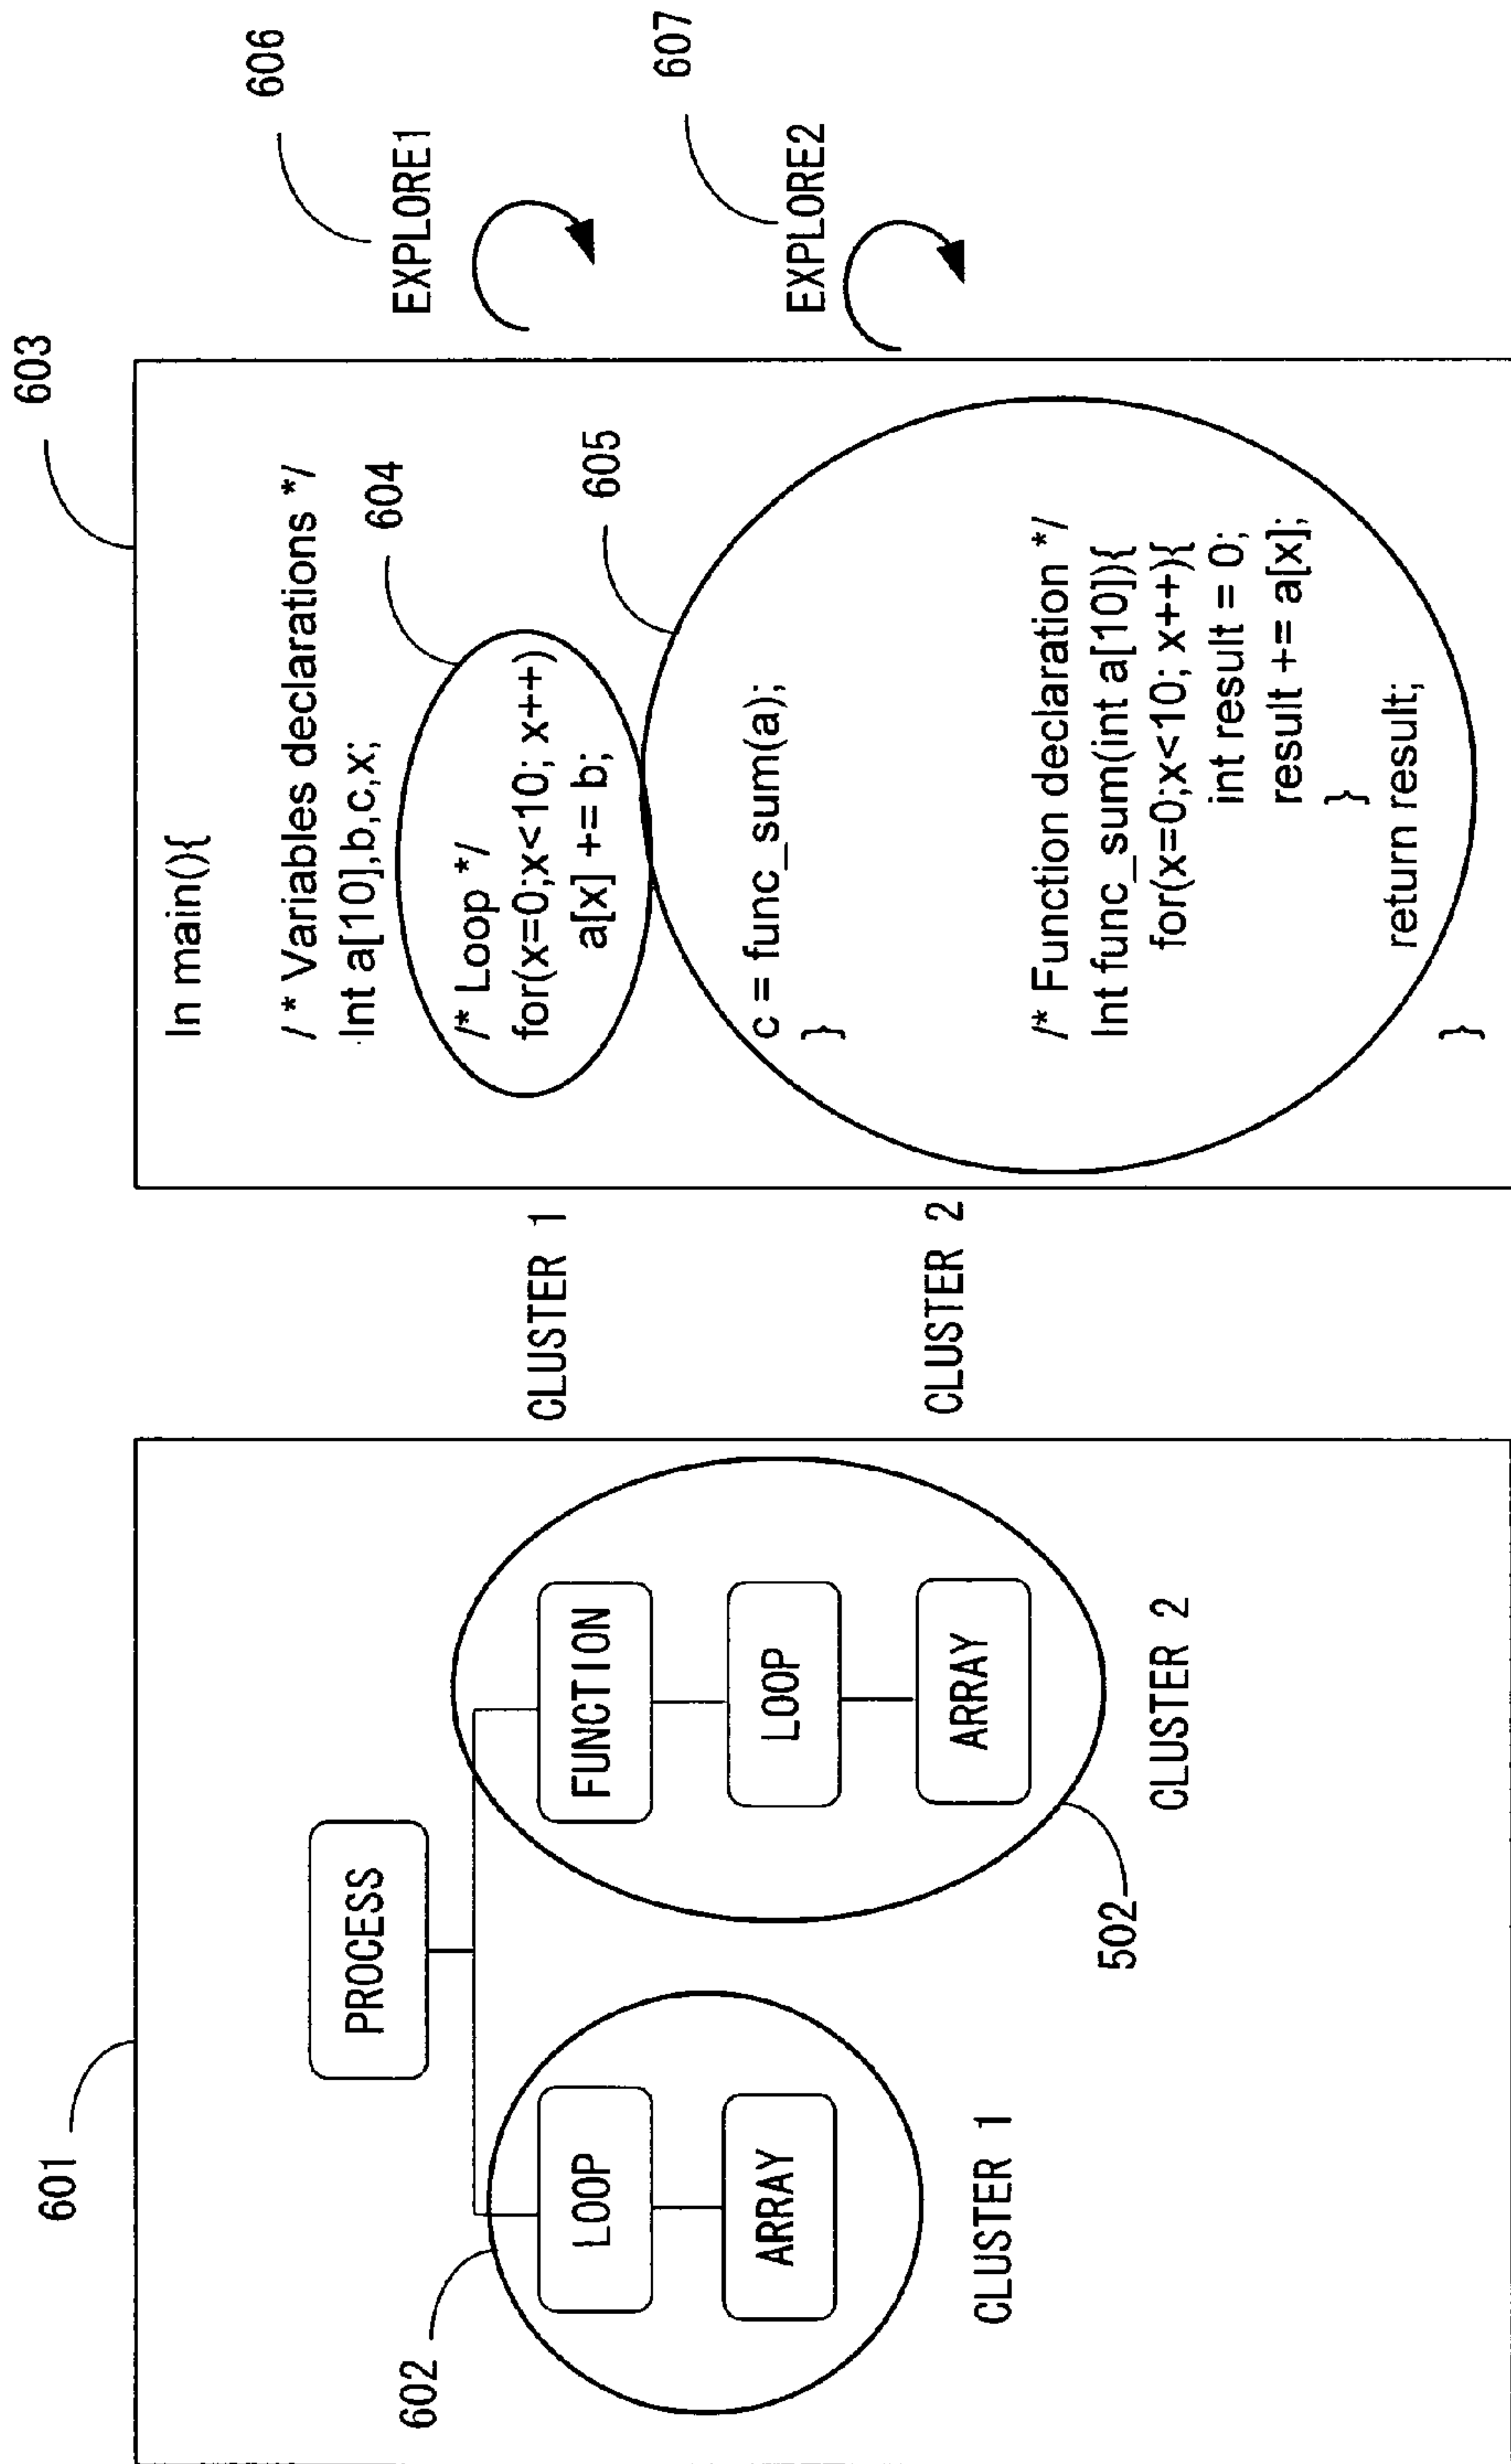 601
PROCESS
602
LOOP
FUNCTION
ARRAY
LOOP
ARRAY
CLUSTER 1
502
CLUSTER 2
603
In main(){
/* Variables declarations */
Int a[10],b,c,x;
604
/* Loop */
for(x=0;x<10; x++)
a[x] += b;
605
c = func_sum(a);
}
/* Function declaration */
Int func_sum(int a[10]){
for(x=0;x<10; x++){
int result = 0;
result += a[x];
}
return result;
}
CLUSTER 1
CLUSTER 2
606
EXPLORE1
607
EXPLORE2